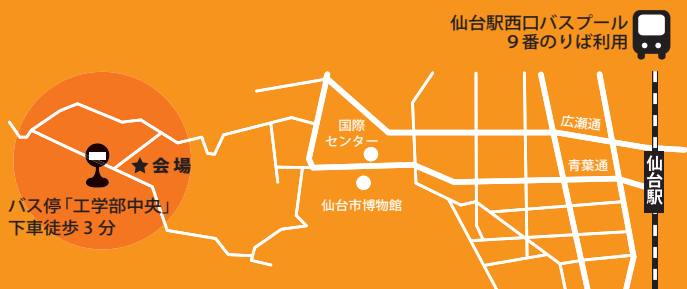 仙台駅西口バスプール
9番のりば利用
国際
センター
広瀬通
青葉通
仙台駅
★会場
仙台市博物館
バス停「工学部中央」
下車徒歩3分